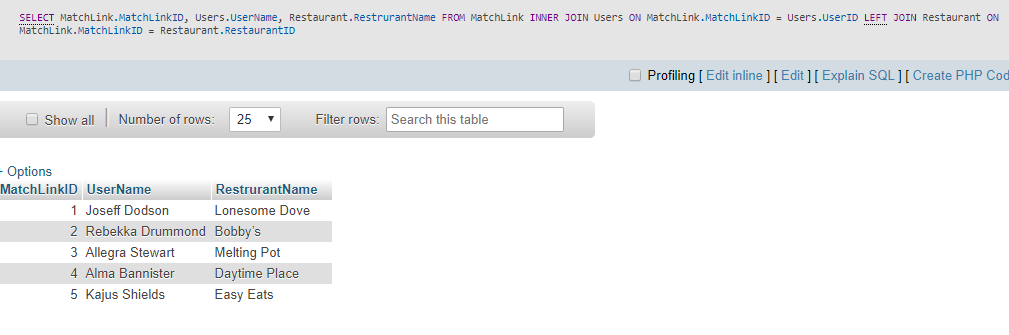 SELECT MatchLink.MatchLinkID, Users.UserName, Restaurant.RestrurantName FROM MatchLink INNER JOIN Users ON MatchLink.MatchLinkID = Users.UserID LEFT JOIN Restaurant ON
MatchLink.MatchLinkID = Restaurant.RestaurantID
Profiling [ Edit inline ] [ Edit ] [ Explain SQL ] [ Create PHP Cod
Show all Number of rows: 25 Filter rows: Search this table
+ Options
MatchLinkID UserName RestrurantName
1 Joseff Dodson Lonesome Dove
2 Rebekka Drummond Bobby's
3 Allegra Stewart Melting Pot
4 Alma Bannister Daytime Place
5 Kajus Shields Easy Eats